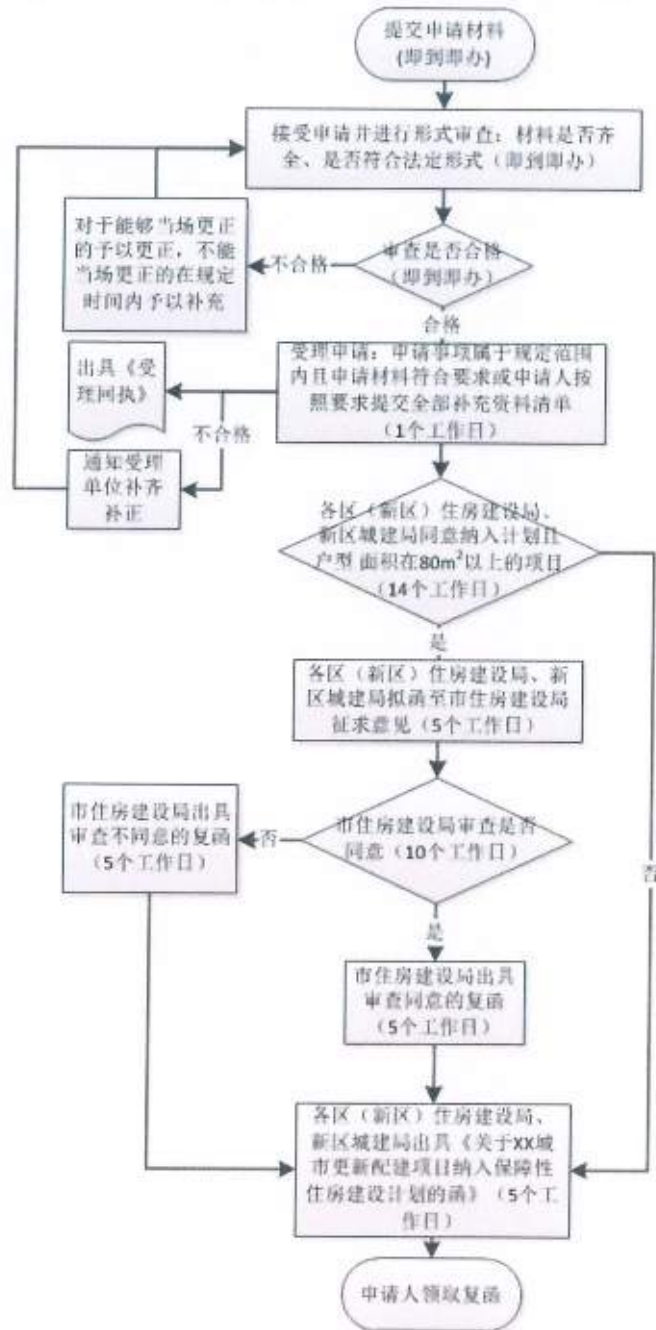 提交申请材料
(即到即办)
接受申请并进行形式审查：材料是否齐
全、是否符合法定形式（即到即办）
对于能够当场更正
的予以更正，不能
当场更正的在规定
时间内予以补充
不合格
审查是否合格
（即到即办）
合格
受理申请：申请事项属于规定范围
内且申请材料符合要求或申请人按
照要求提交全部补充资料清单
（1个工作日）
出具《受
理回执》
不合格
通知受理
单位补齐
补正
各区（新区）住房建设局、
新区城建局同意纳入计划且
户型 面积在80m²以上的项目
（14个工作日）
是
各区（新区）住房建设局、新
区城建局拟函至市住房建设局
征求意见（5个工作日）
市住房建设局出具
审查不同意的复函
（5个工作日）
否
市住房建设局审查是否
同意（10个工作日）
否
是
市住房建设局出具
审查同意的复函
（5个工作日）
各区（新区）住房建设局、
新区城建局出具《关于XX城
市更新配建项目纳入保障性
住房建设计划的函》（5个工
作日）
申请人领取复函